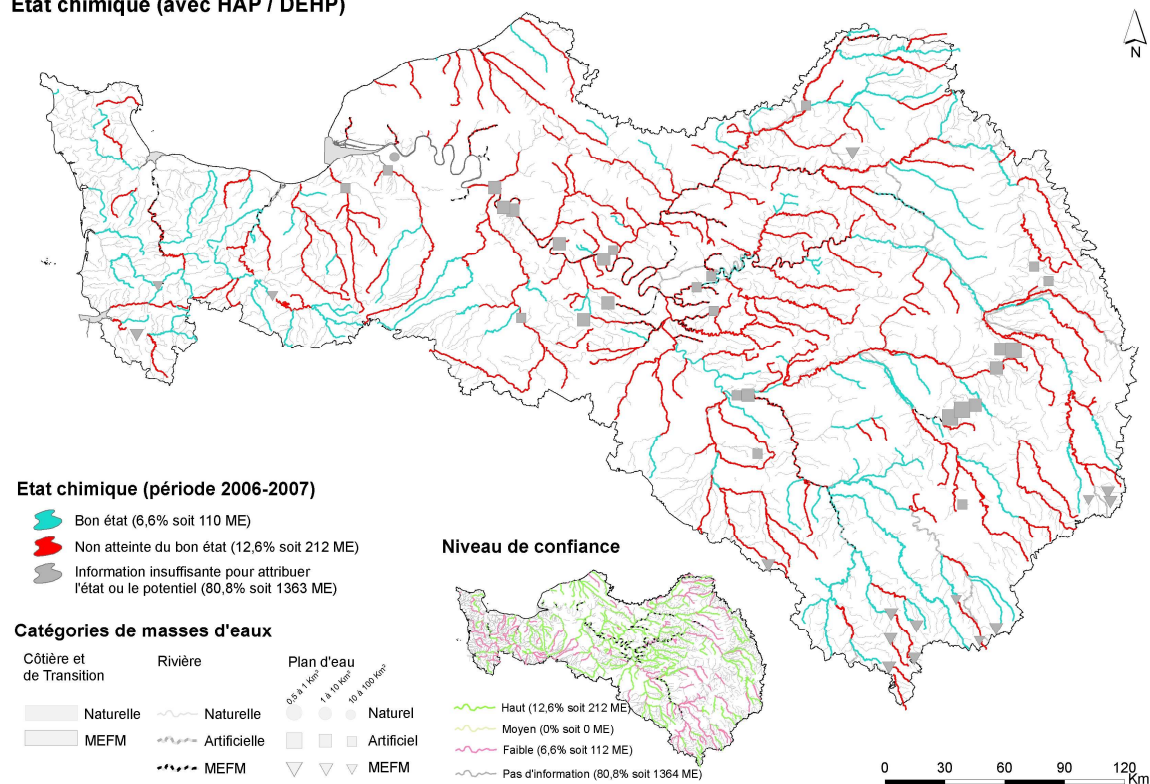 Etat chimique (avec HAP / DEHP)
N
Etat chimique (période 2006-2007)
Bon état (6,6% soit 110 ME)
Non atteinte du bon état (12,6% soit 212 ME)
Information insuffisante pour attribuer
l'état ou le potentiel (80,8% soit 1363 ME)
Catégories de masses d'eaux
Côtière et
de Transition
Naturelle
MEFM
Rivière
Naturelle
Artificielle
MEFM
Plan d'eau
0,5 à 1 Km²
1 à 10 Km²
10 à 100 Km²
Naturel
Artificiel
MEFM
Niveau de confiance
Haut (12,6% soit 212 ME)
Moyen (0% soit 0 ME)
Faible (6,6% soit 112 ME)
Pas d'information (80,8% soit 1364 ME)
0 30 60 90 120
Km